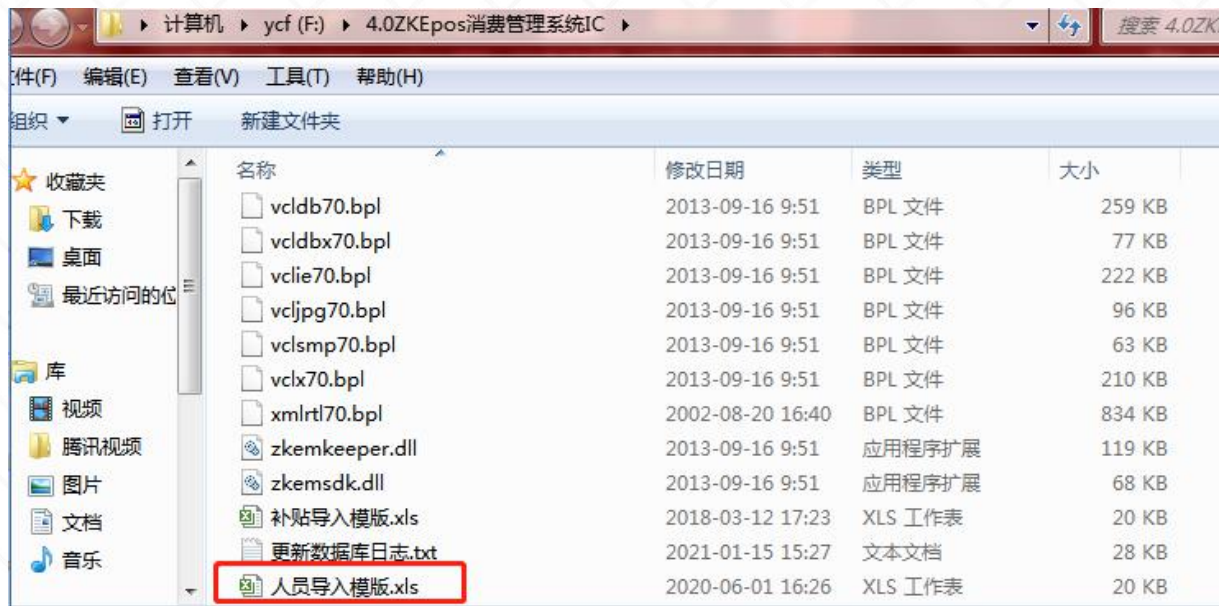 计算机 ycf (F:) 4.0ZKEpos消费管理系统IC 搜索 4.0ZK
件(F) 编辑(E) 查看(V) 工具(T) 帮助(H)
组织 打开 新建文件夹
名称 修改日期 类型 大小
收藏夹
下载
桌面
最近访问的位
库
视频
腾讯视频
图片
文档
音乐
vcldb70.bpl 2013-09-16 9:51 BPL 文件 259 KB
vcldbx70.bpl 2013-09-16 9:51 BPL 文件 77 KB
vclie70.bpl 2013-09-16 9:51 BPL 文件 222 KB
vcljpg70.bpl 2013-09-16 9:51 BPL 文件 96 KB
vclsmp70.bpl 2013-09-16 9:51 BPL 文件 63 KB
vclx70.bpl 2013-09-16 9:51 BPL 文件 210 KB
xmlrtl70.bpl 2002-08-20 16:40 BPL 文件 834 KB
zkemkeeper.dll 2013-09-16 9:51 应用程序扩展 119 KB
zkemsdk.dll 2013-09-16 9:51 应用程序扩展 68 KB
补贴导入模版.xls 2018-03-12 17:23 XLS 工作表 20 KB
更新数据库日志.txt 2021-01-15 15:27 文本文档 28 KB
人员导入模版.xls 2020-06-01 16:26 XLS 工作表 20 KB